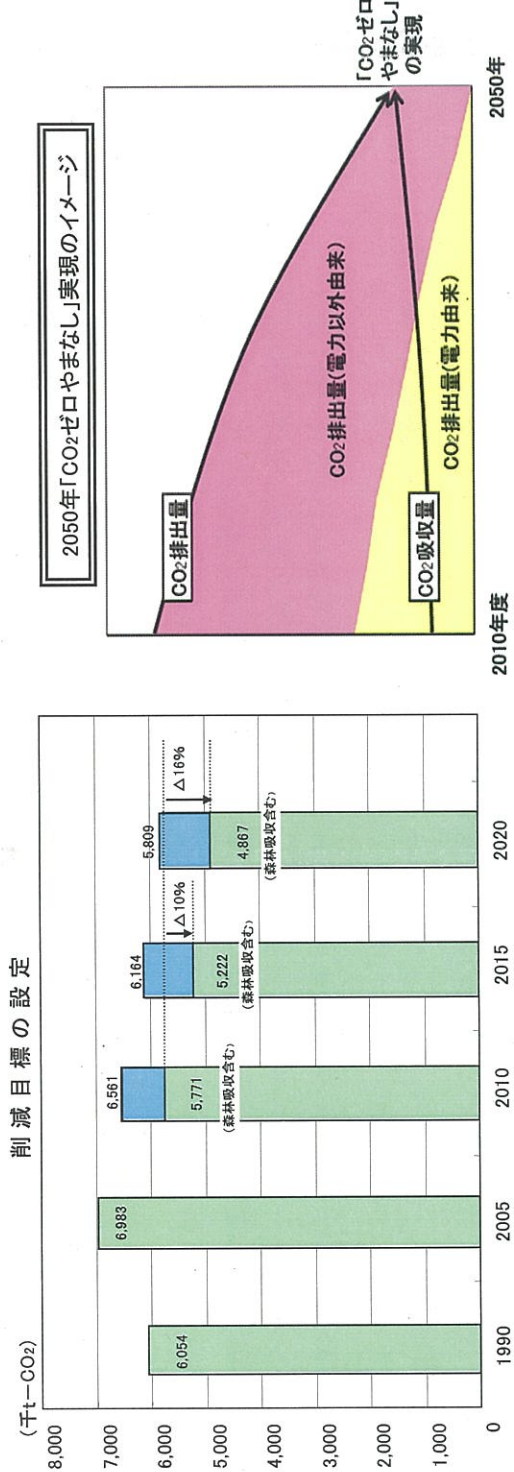 削減目標の設定
(千t－CO2)
8,000
7,000
6,000
5,000
4,000
3,000
2,000
1,000
0
6,054
6,983
6,561
5,771
(森林吸収含む)
6,164
5,222
(森林吸収含む)
△10%
5,809
4,867
(森林吸収含む)
△16%
1990
2005
2010
2015
2020
2050年「CO2ゼロやまなし」実現のイメージ
CO2排出量
CO2排出量(電力以外由来)
CO2吸収量
CO2排出量(電力由来)
「CO2ゼロ
やまなし」
の実現
2010年度
2050年